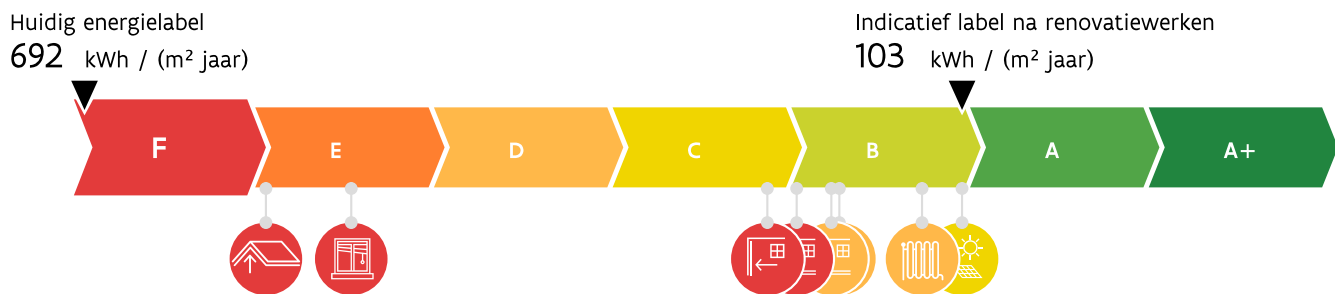 Huidig energielabel
692 kWh / (m² jaar)
Indicatief label na renovatiewerken
103 kWh / (m² jaar)
F E D C B A A+